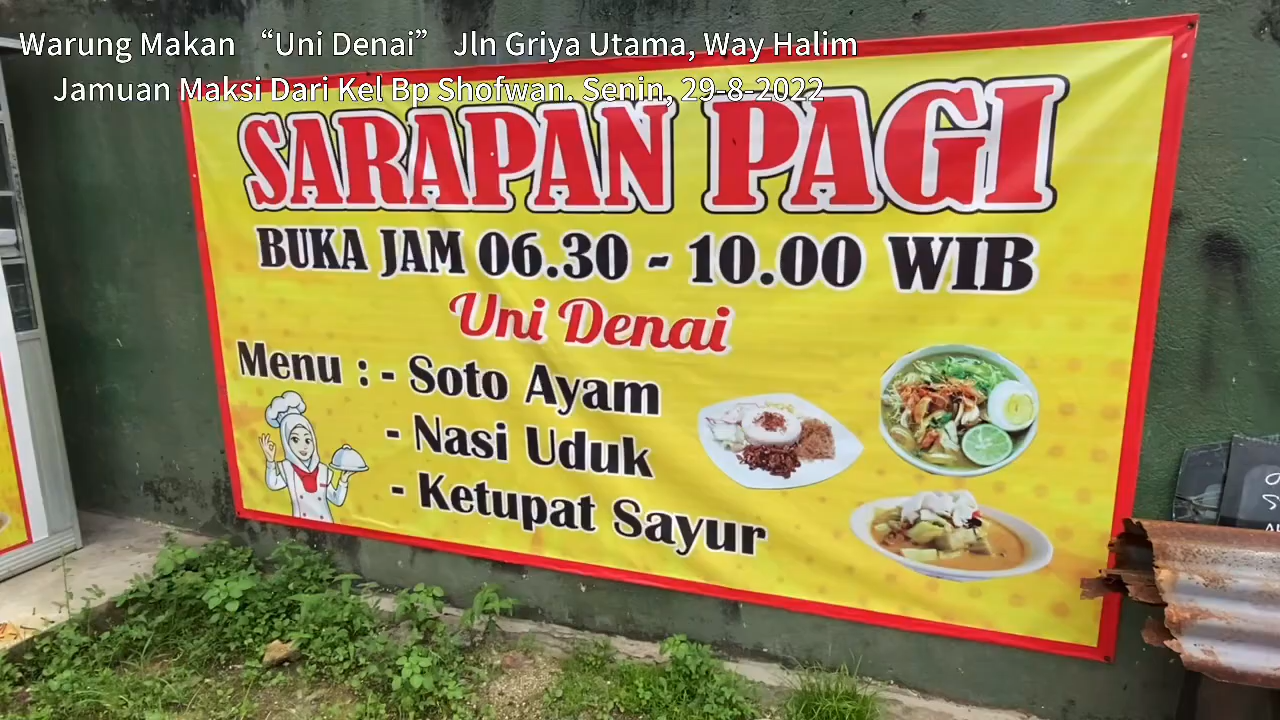 Warung Makan “Uni Denai” Jln Griya Utama, Way Halim
Jamuan Maksi Dari Kel Bp Shofwan. Senin, 29-8-2022
SARAPAN PAGI
BUKA JAM 06.30 - 10.00 WIB
Uni Denai
Menu : - Soto Ayam
- Nasi Uduk
- Ketupat Sayur